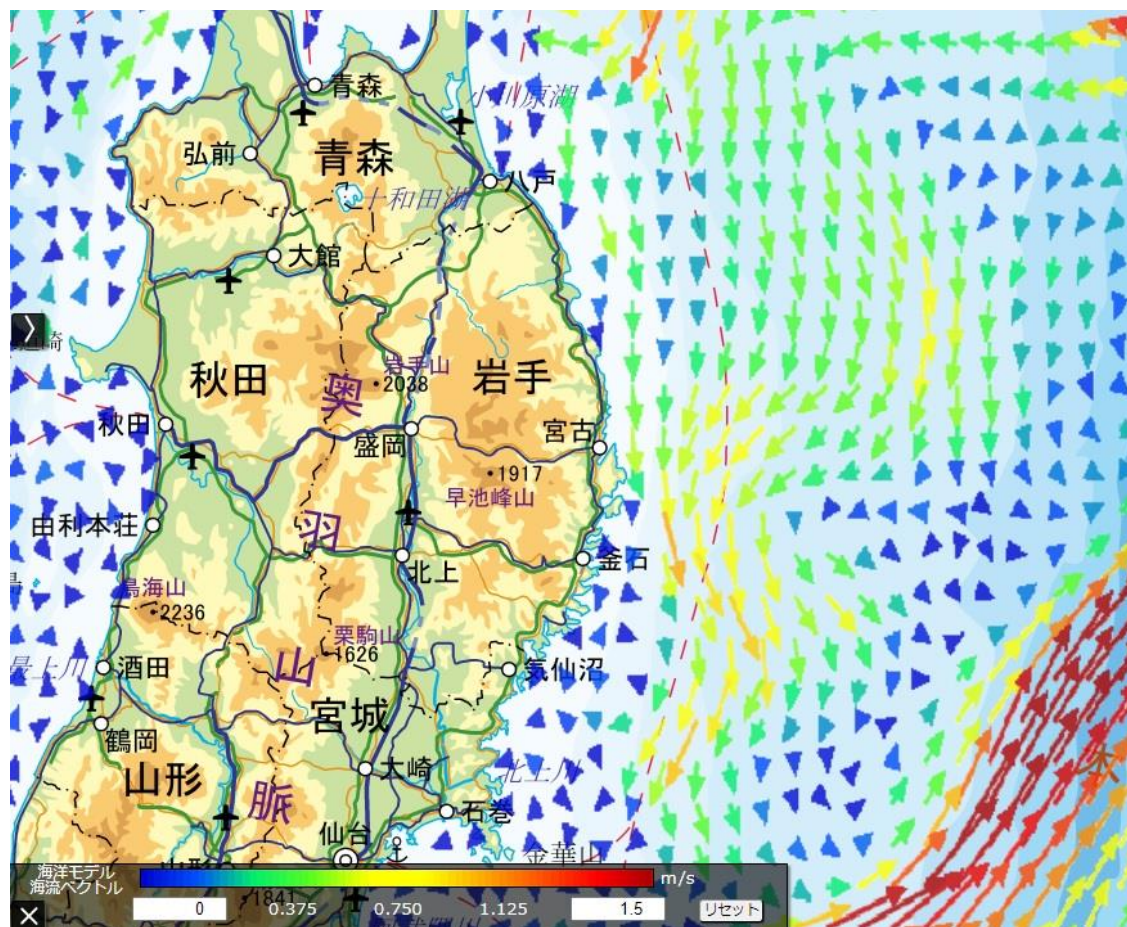 青森
小川原湖
弘前
青森
八戸
十和田湖
大館
岩手山
2038
秋田
奥
岩手
秋田
盛岡
宮古
1917
早池峰山
由利本荘
羽
北上
釜石
鳥海山
2236
栗駒山
1626
山
気仙沼
最上川
酒田
宮城
鶴岡
山形
脈
大崎
北上川
石巻
仙台
金華山
1841
海洋モデル
海流ベクトル
m/s
0
0.375
0.750
1.125
1.5
リセット